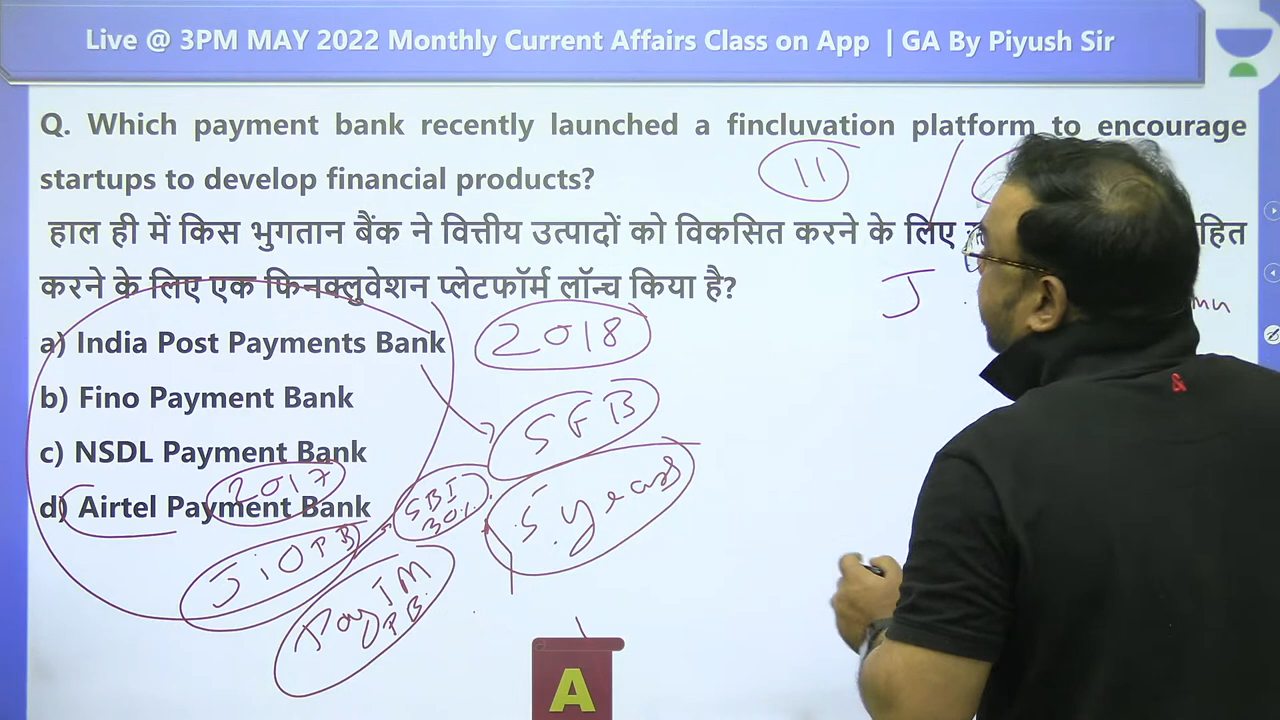 Live @ 3PM MAY 2022 Monthly Current Affairs Class on App | GA By Piyush Sir
Q. Which payment bank recently launched a fincluvation platform to encourage
startups to develop financial products?
11
हाल ही में किस भुगतान बैंक ने वित्तीय उत्पादों को विकसित करने के लिए
करने के लिए एक फिनक्लुवेशन प्लेटफॉर्म लॉन्च किया है?
J
a) India Post Payments Bank
2018
b) Fino Payment Bank
SFB
c) NSDL Payment Bank
2017
d) Airtel Payment Bank
SBI
30%
5 years
JIOPB
PayTM
PB
A
&